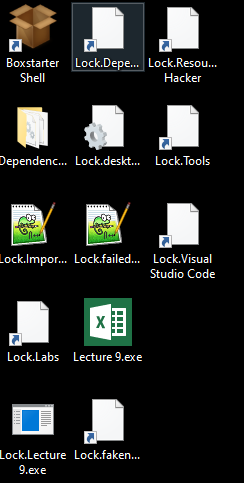 Boxstarter
Shell
Lock.Depe...
Lock.Resou...
Hacker
Dependenc...
Lock.deskt...
Lock.Tools
Lock.Impor...
Lock.failed...
Lock.Visual
Studio Code
Lock.Labs
Lecture 9.exe
Lock.Lecture
9.exe
Lock.faken...